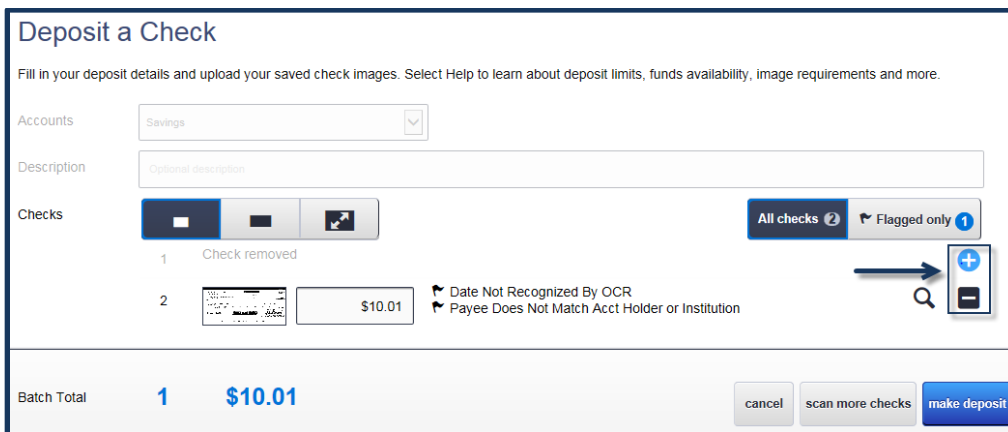 Deposit a Check
Fill in your deposit details and upload your saved check images. Select Help to learn about deposit limits, funds availability, image requirements and more.
Accounts Savings
Description Optional description
Checks All checks 2 Flagged only 1
1 Check removed
2 $10.01 Date Not Recognized By OCR
Payee Does Not Match Acct Holder or Institution
Batch Total 1 $10.01 cancel scan more checks make deposit